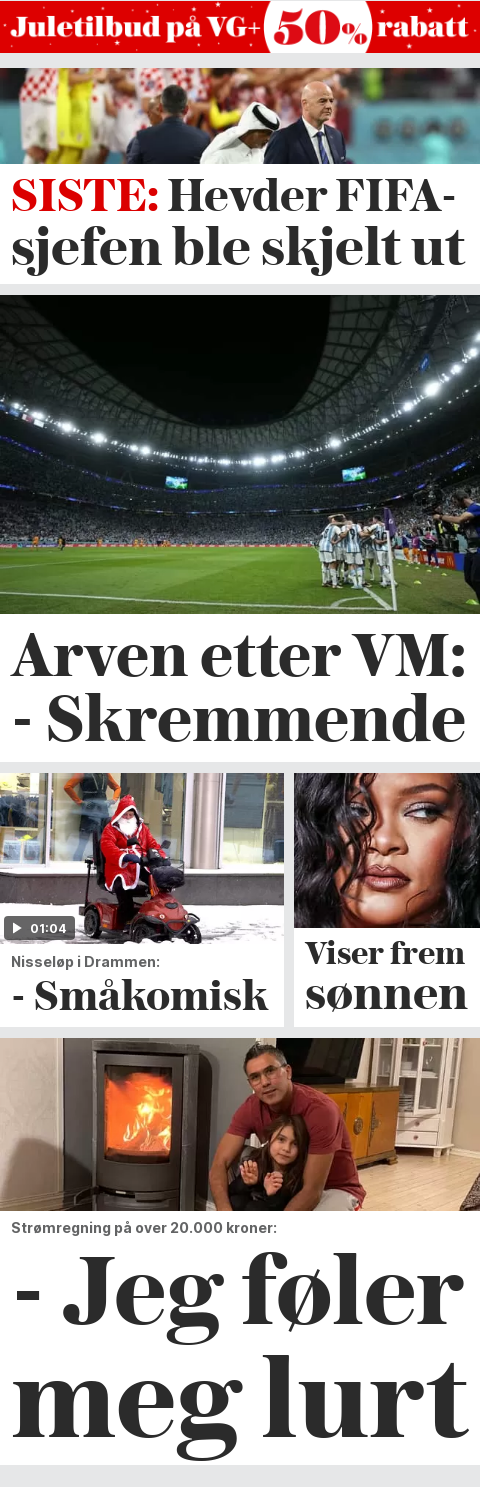 Juletilbud på VG+ 50% rabatt
SISTE: Hevder FIFA-
sjefen ble skjelt ut
Arven etter VM:
- Skremmende
01:04
Nisseløp i Drammen:
- Småkomisk
Viser frem
sønnen
Strømregning på over 20.000 kroner:
- Jeg føler
meg lurt